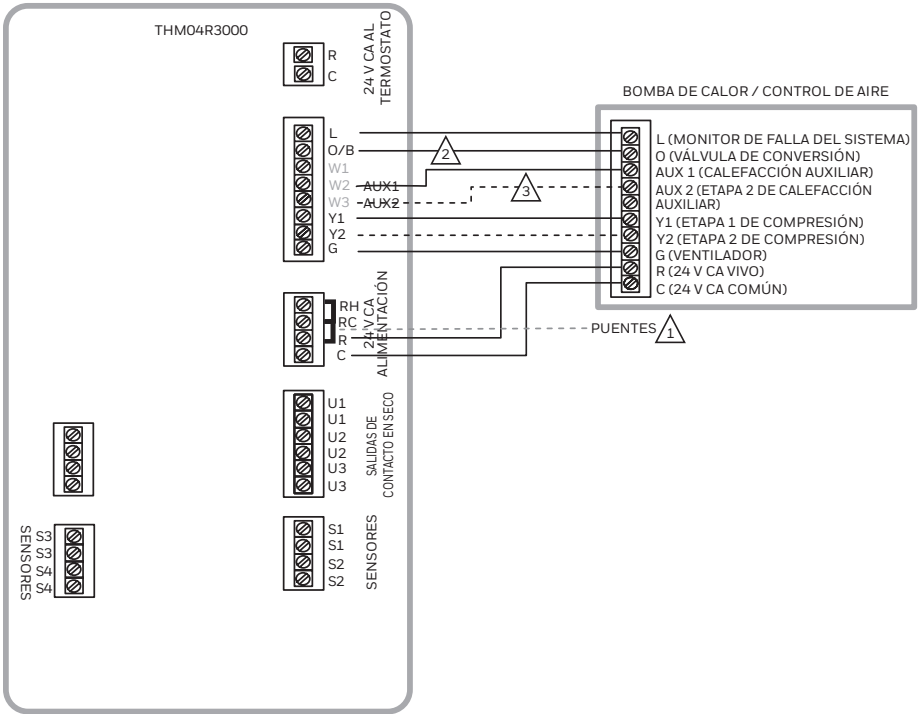 THM04R3000
R
C
24 V CA AL
TERMOSTATO
L
O/B
W1
W2 AUX1
W3 AUX2
Y1
Y2
G
2
3
RH
RC
R
C
24 V CA
ALIMENTACIÓN
PUENTES 1
U1
U1
U2
U2
U3
U3
SALIDAS DE
CONTACTO EN SECO
S1
S1
S2
S2
SENSORES
SENSORES
S3
S3
S4
S4
BOMBA DE CALOR / CONTROL DE AIRE
L (MONITOR DE FALLA DEL SISTEMA)
O (VÁLVULA DE CONVERSIÓN)
AUX 1 (CALEFACCIÓN AUXILIAR)
AUX 2 (ETAPA 2 DE CALEFACCIÓN
AUXILIAR)
Y1 (ETAPA 1 DE COMPRESIÓN)
Y2 (ETAPA 2 DE COMPRESIÓN)
G (VENTILADOR)
R (24 V CA VIVO)
C (24 V CA COMÚN)